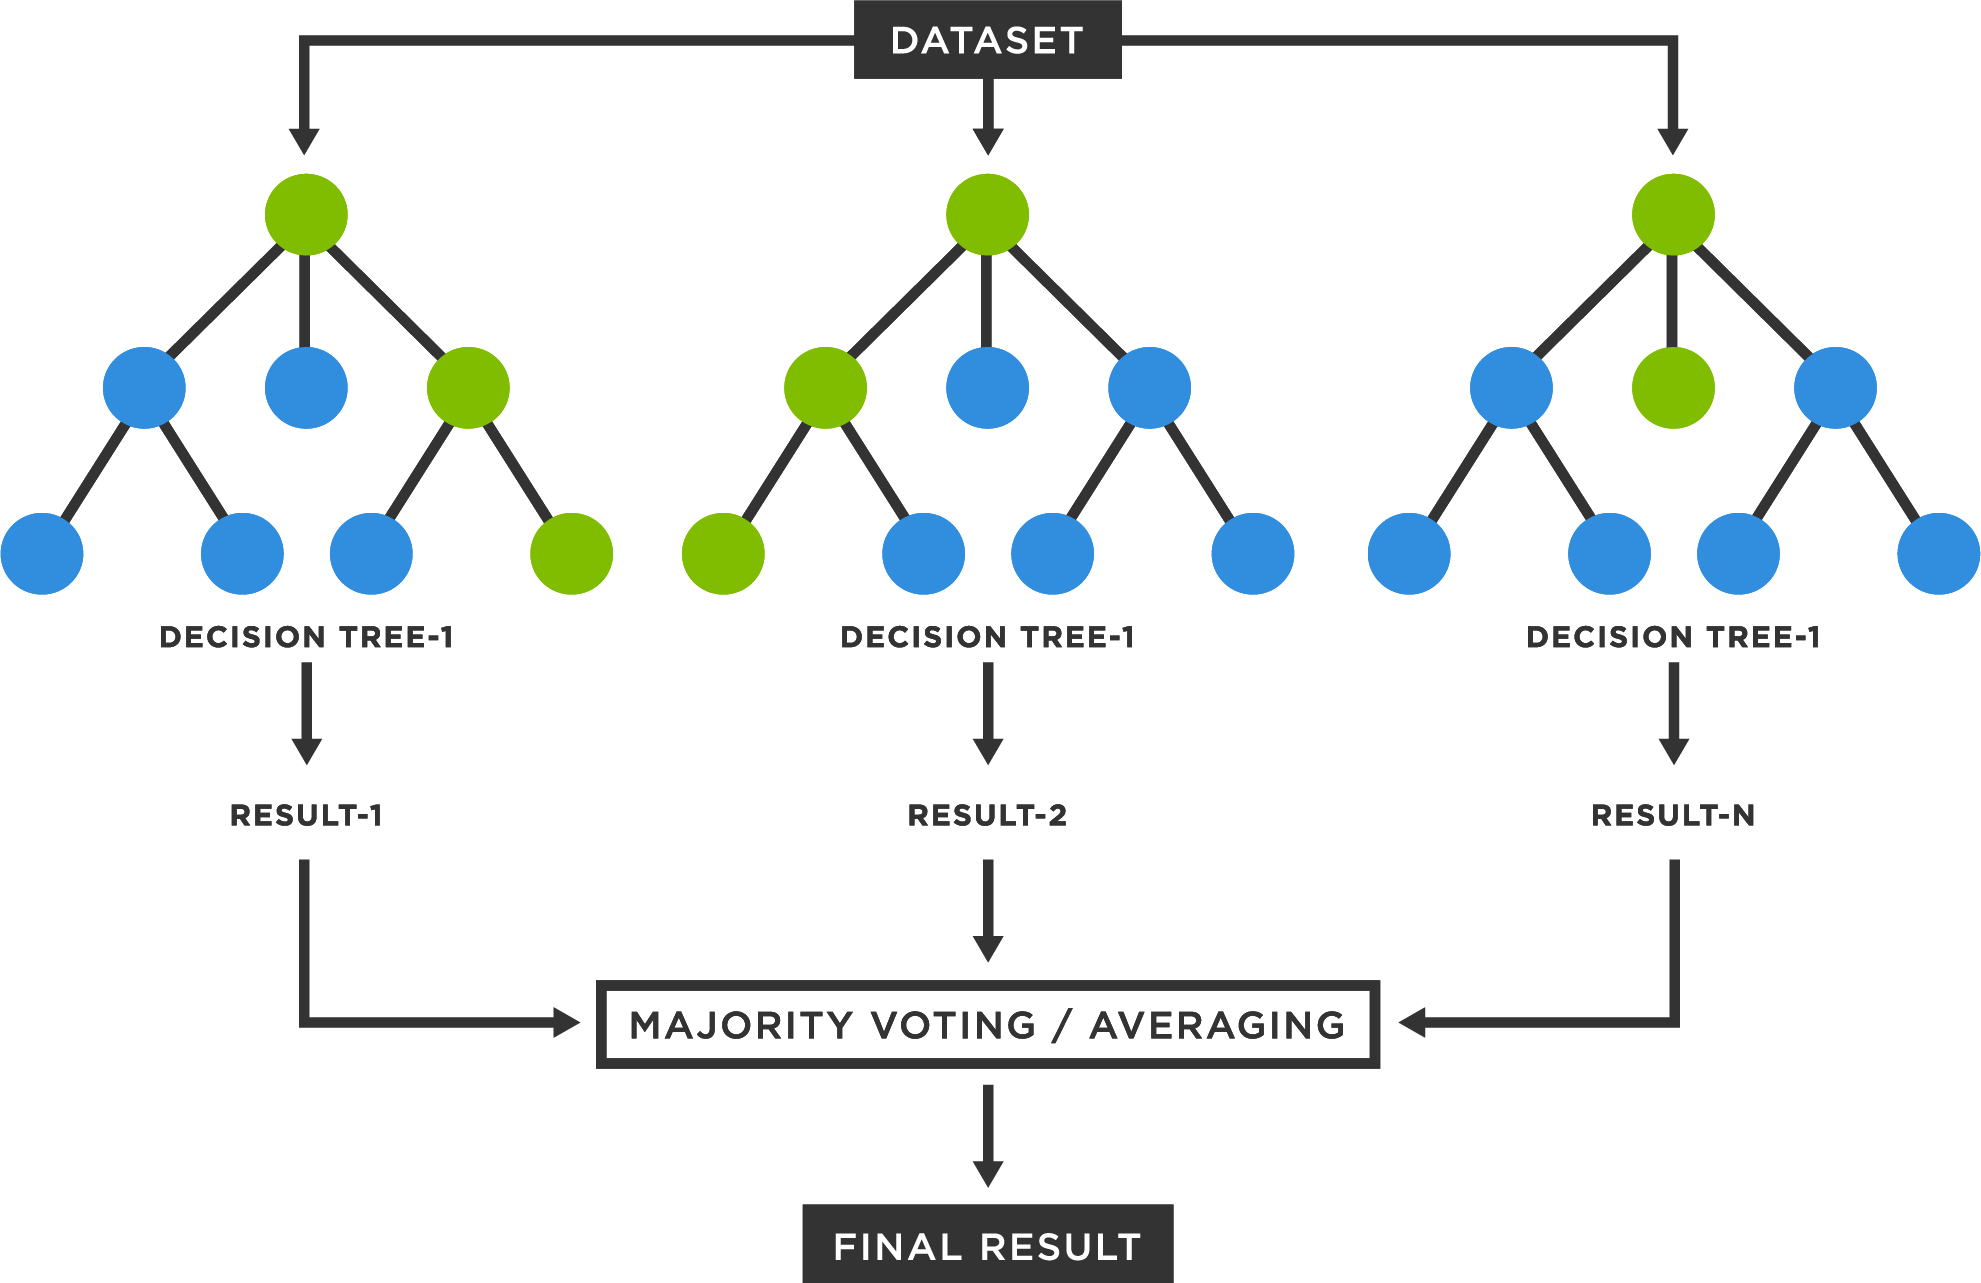 DATASET
DECISION TREE-1
DECISION TREE-1
DECISION TREE-1
RESULT-1
RESULT-2
RESULT-N
MAJORITY VOTING / AVERAGING
FINAL RESULT